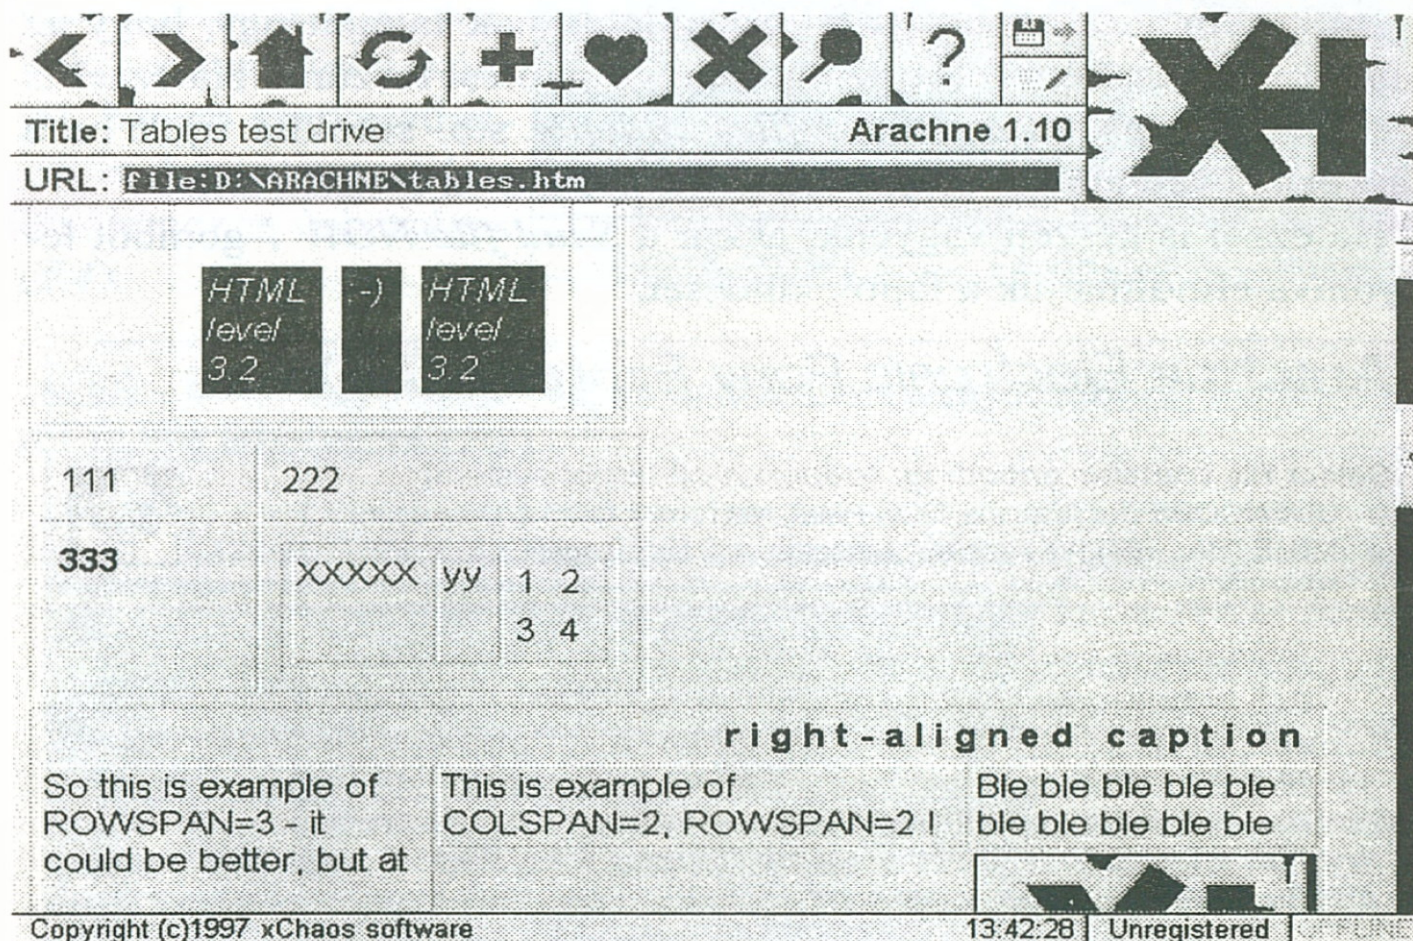 Title: Tables test drive Arachne 1.10
URL: file:D:\ARACHNE\tables.htm
HTML level 3.2 :-) HTML level 3.2
111 222
333 XXXXX yy 1 2
3 4
right-aligned caption
So this is example of
ROWSPAN=3 - it
could be better, but at
This is example of
COLSPAN=2, ROWSPAN=2 !
Ble ble ble ble ble
ble ble ble ble ble
Copyright (c)1997 xChaos software 13:42:28 Unregistered OFFLINE